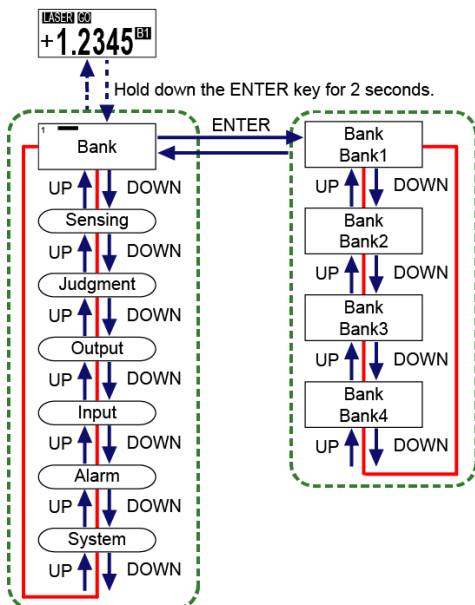 LASER GO
+1.2345 B1
Hold down the ENTER key for 2 seconds.
1
Bank
ENTER
UP DOWN
Sensing
UP DOWN
Judgment
UP DOWN
Output
UP DOWN
Input
UP DOWN
Alarm
UP DOWN
System
UP DOWN
Bank
Bank1
UP DOWN
Bank
Bank2
UP DOWN
Bank
Bank3
UP DOWN
Bank
Bank4
UP DOWN